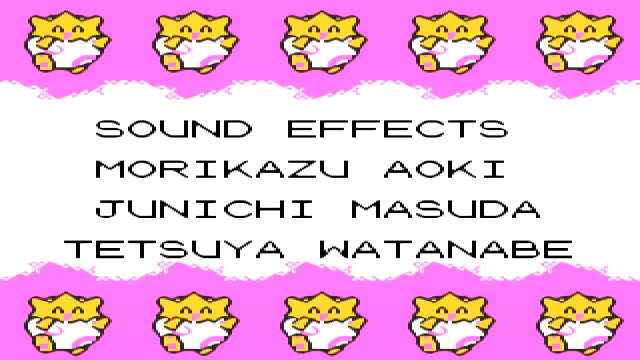 SOUND EFFECTS
MORIKAZU AOKI
JUNICHI MASUDA
TETSUYA WATANABE